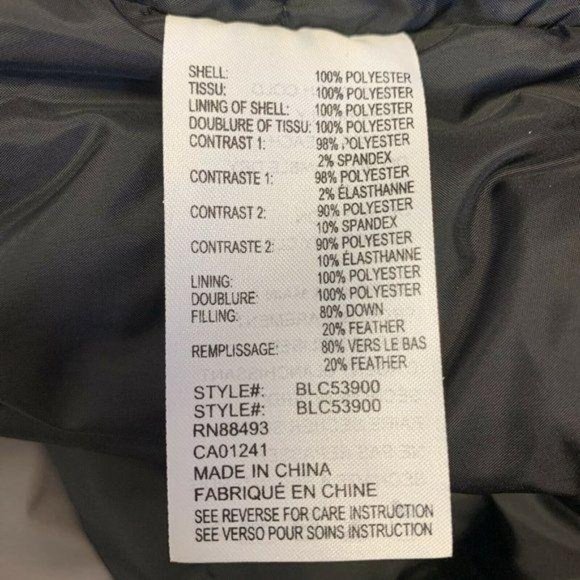 SHELL: 100% POLYESTER
TISSU: 100% POLYESTER
LINING OF SHELL: 100% POLYESTER
DOUBLURE OF TISSU: 100% POLYESTER
CONTRAST 1: 98% POLYESTER
2% SPANDEX
CONTRASTE 1: 98% POLYESTER
2% ÉLASTHANNE
CONTRAST 2: 90% POLYESTER
10% SPANDEX
CONTRASTE 2: 90% POLYESTER
10% ÉLASTHANNE
LINING: 100% POLYESTER
DOUBLURE: 100% POLYESTER
FILLING: 80% DOWN
20% FEATHER
REMPLISSAGE: 80% VERS LE BAS
20% FEATHER
STYLE#: BLC53900
STYLE#: BLC53900
RN88493
CA01241
MADE IN CHINA
FABRIQUÉ EN CHINE
SEE REVERSE FOR CARE INSTRUCTION
SEE VERSO POUR SOINS INSTRUCTION